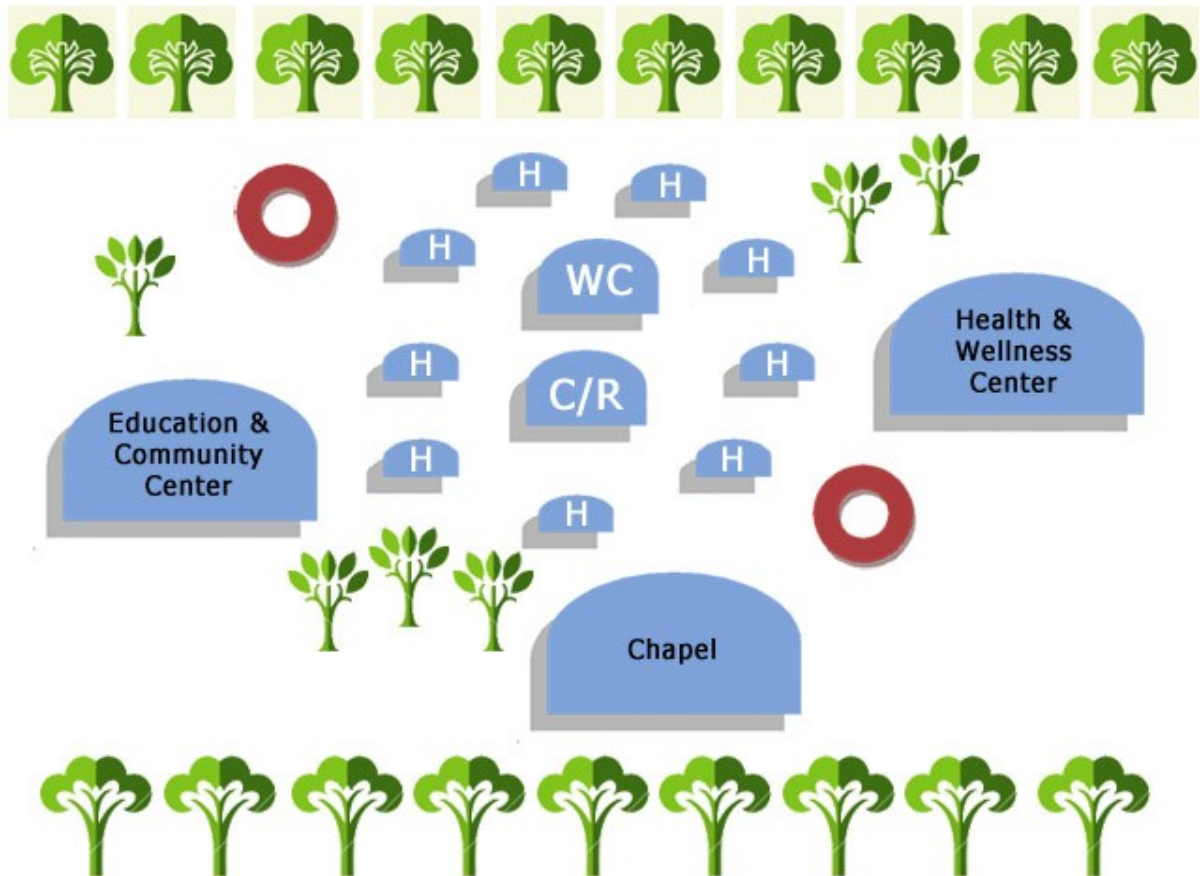 H
H
H
WC
H
Health &
Wellness
Center
H
C/R
H
Education &
Community
Center
H
H
H
Chapel